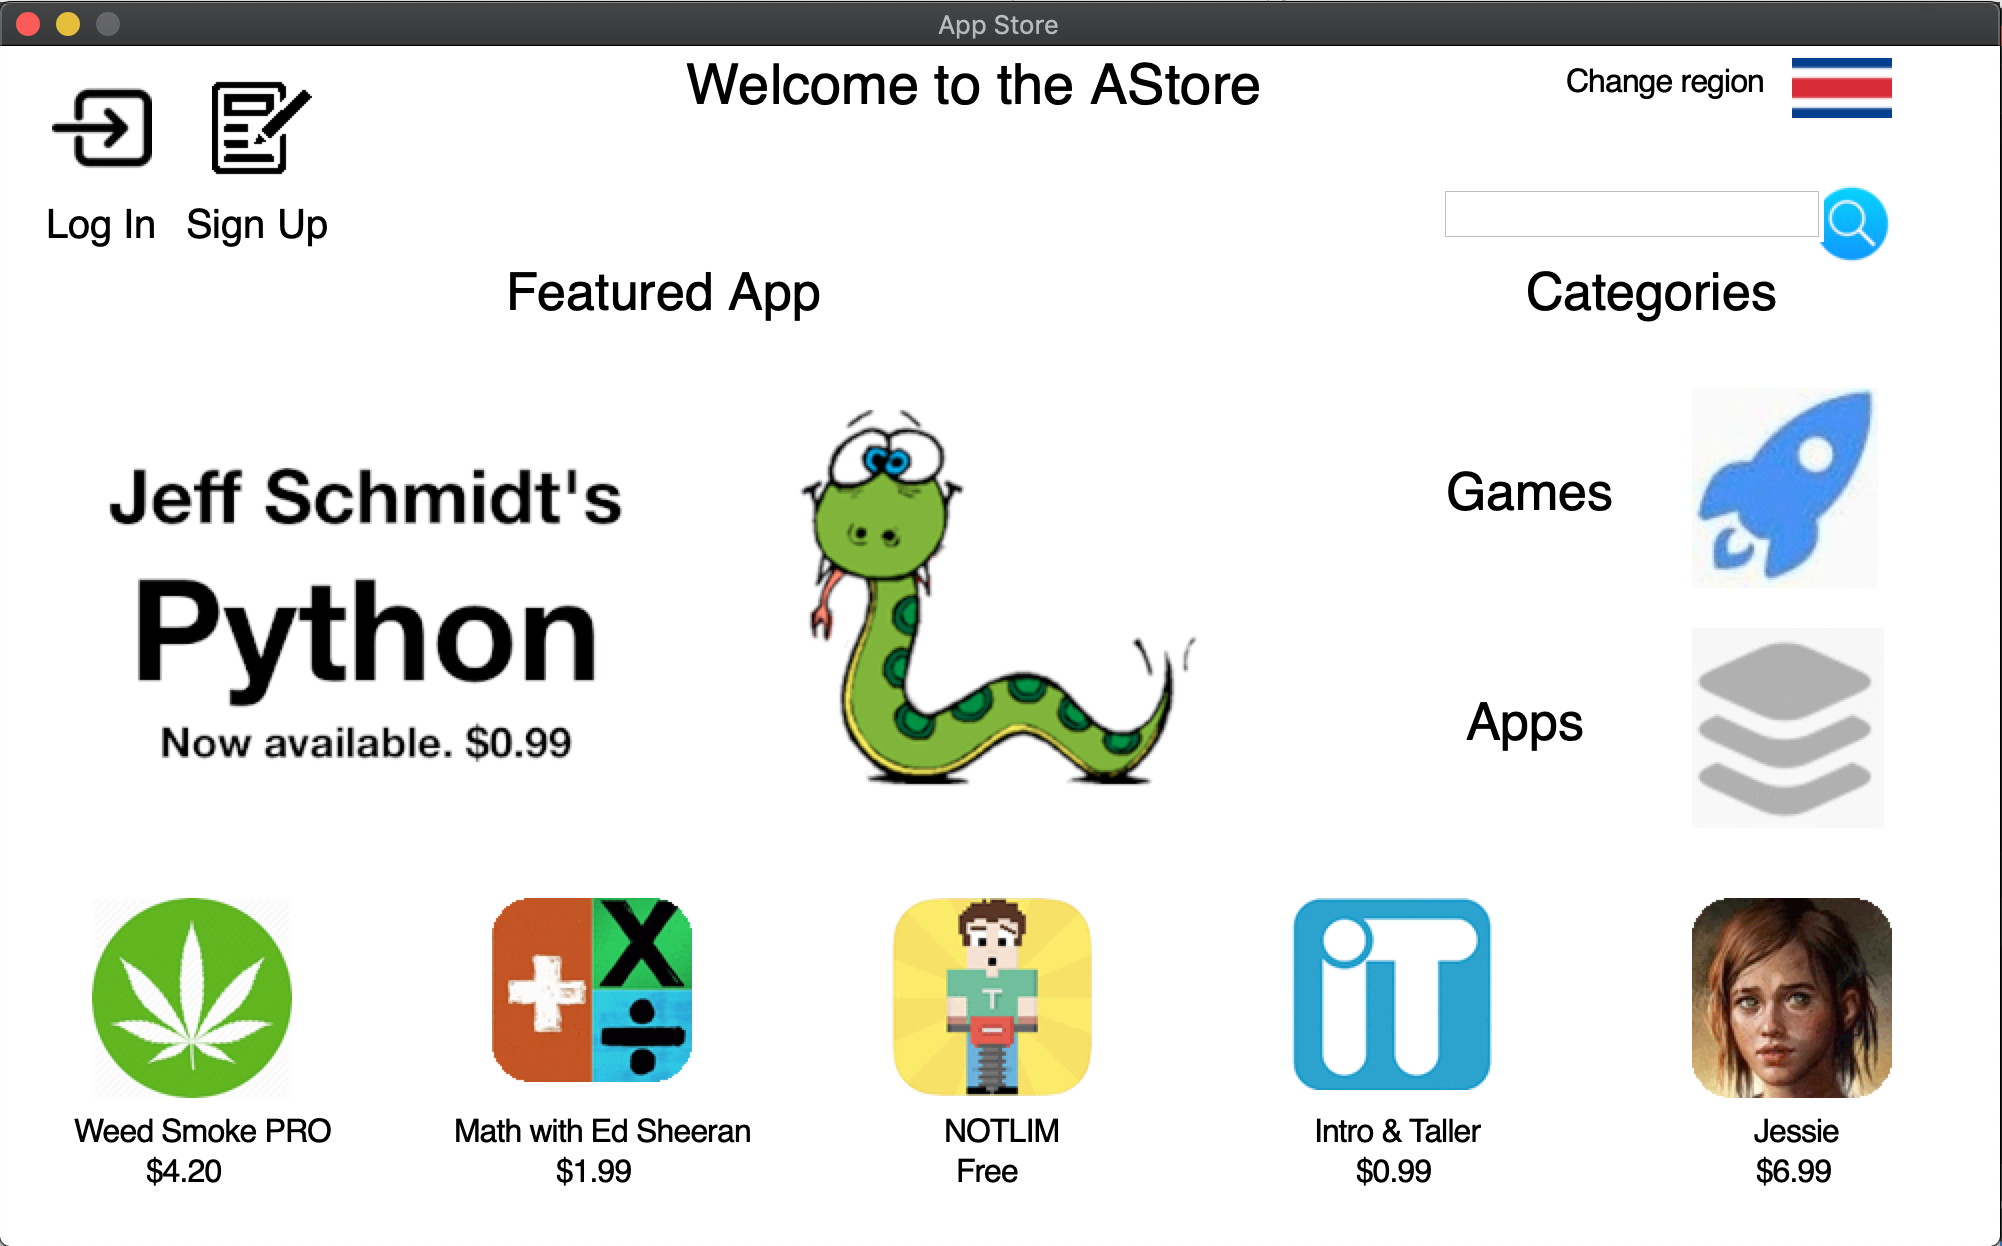 App Store
Welcome to the AStore
Change region
Log In
Sign Up
Featured App
Categories
Jeff Schmidt's
Python
Now available. $0.99
Games
Apps
T
iT
Weed Smoke PRO
$4.20
Math with Ed Sheeran
$1.99
NOTLIM
Free
Intro & Taller
$0.99
Jessie
$6.99